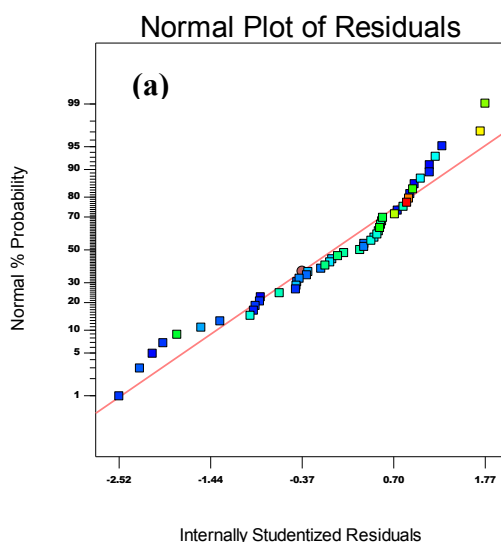 Normal Plot of Residuals
(a)
Normal % Probability
99
95
90
80
70
50
30
20
10
5
1
-2.52 -1.44 -0.37 0.70 1.77
Internally Studentized Residuals